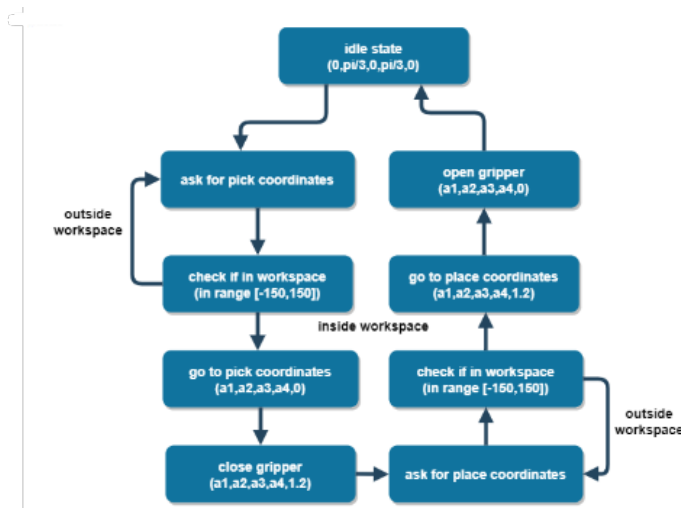 idle state
(0,pi/3,0,pi/3,0)
ask for pick coordinates
open gripper
(a1,a2,a3,a4,0)
outside
workspace
check if in workspace
(in range [-150,150])
go to place coordinates
(a1,a2,a3,a4,1.2)
inside workspace
go to pick coordinates
(a1,a2,a3,a4,0)
check if in workspace
(in range [-150,150])
outside
workspace
close gripper
(a1,a2,a3,a4,1.2)
ask for place coordinates